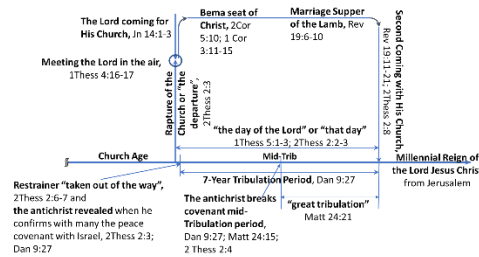 The Lord coming for
His Church, Jn 14:1-3
Bema seat of
Christ, 2Cor
5:10; 1 Cor
3:11-15
Marriage Supper
of the Lamb, Rev
19:6-10
Second Coming with His Church,
Rev 19:11-21; 2Thess
2:8
Meeting the Lord in the air,
1Thess 4:16-17
Rapture of the
Church or "the
departure",
2Thess 2:3
"the day of the Lord" or "that day"
1Thess 5:1-3; 2Thess 2:2-3
Church Age
Mid-Trib
Millennial Reign of
the Lord Jesus Christ
from Jerusalem
7-Year Tribulation Period, Dan 9:27
Restrainer "taken out of the way",
2Thess 2:6-7 and
the antichrist revealed when he
confirms with many the peace
covenant with Israel, 2Thess 2:3;
Dan 9:27
The antichrist breaks
covenant mid-
Tribulation period,
Dan 9:27; Matt 24:15;
2 Thess 2:4
"great tribulation"
Matt 24:21